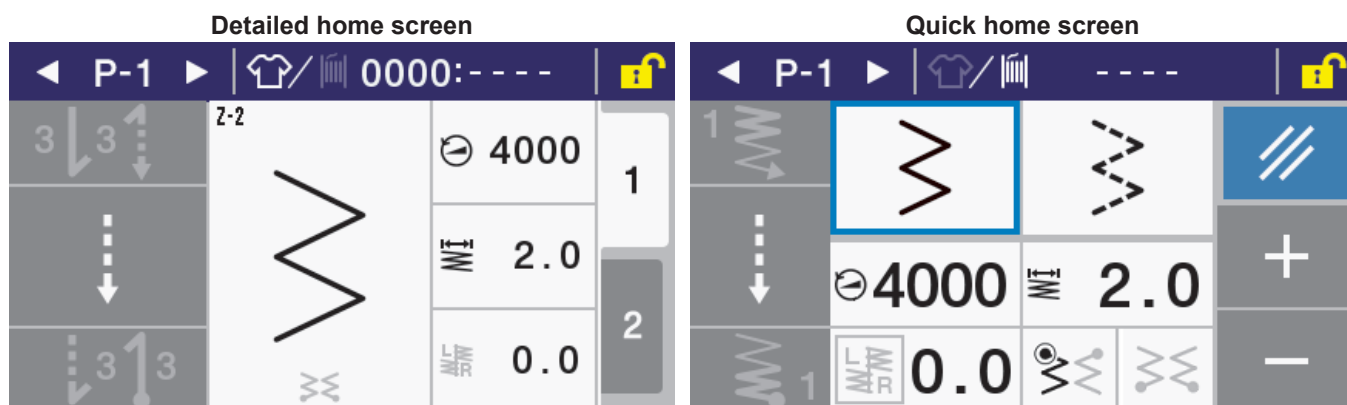 Detailed home screen
Quick home screen
P-1 / 0000:----
3 3
Z-2
4000
1
2.0
2
L R 0.0
3 3
P-1 / ----
1
4000 2.0
+
L R 0.0
1
−